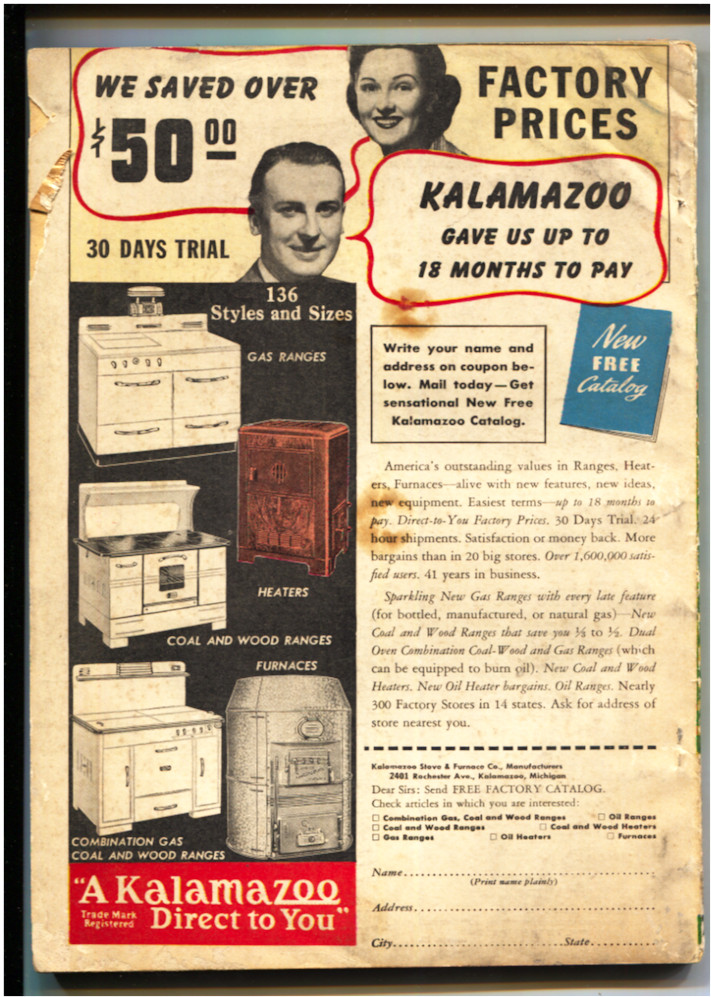 WE SAVED OVER
$50 00
FACTORY
PRICES
30 DAYS TRIAL
KALAMAZOO
GAVE US UP TO
18 MONTHS TO PAY
136
Styles and Sizes
GAS RANGES
HEATERS
COAL AND WOOD RANGES
FURNACES
COMBINATION GAS
COAL AND WOOD RANGES
"A Kalamazoo
Trade Mark
Registered
Direct to You"
Write your name and
address on coupon be-
low. Mail today—Get
sensational New Free
Kalamazoo Catalog.
New
FREE
Catalog
America's outstanding values in Ranges, Heat-
ers, Furnaces—alive with new features, new ideas,
new equipment. Easiest terms—up to 18 months to
pay. Direct-to-You Factory Prices. 30 Days Trial. 24
hour shipments. Satisfaction or money back. More
bargains than in 20 big stores. Over 1,600,000 satis-
fied users. 41 years in business.
Sparkling New Gas Ranges with every late feature
(for bottled, manufactured, or natural gas)—New
Coal and Wood Ranges that save you ⅓ to ½. Dual
Oven Combination Coal-Wood and Gas Ranges (which
can be equipped to burn oil). New Coal and Wood
Heaters. New Oil Heater bargains. Oil Ranges. Nearly
300 Factory Stores in 14 states. Ask for address of
store nearest you.
Kalamazoo Stove & Furnace Co., Manufacturers
2401 Rochester Ave., Kalamazoo, Michigan
Dear Sirs: Send FREE FACTORY CATALOG.
Check articles in which you are interested:
☐ Combination Gas, Coal and Wood Ranges ☐ Oil Ranges
☐ Coal and Wood Ranges ☐ Coal and Wood Heaters
☐ Gas Ranges ☐ Oil Heaters ☐ Furnaces
Name
(Print name plainly)
Address
City State